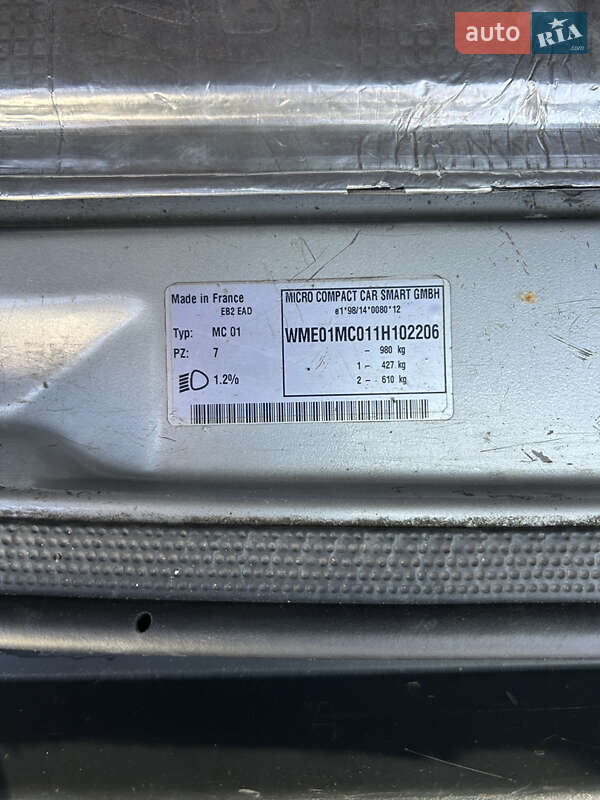 auto RIA .com
Made in France
EB2 EAD
Typ: MC 01
PZ: 7
1.2%
MICRO COMPACT CAR SMART GMBH
e1*98/14*0080*12
WME01MC011H102206
– 980 kg
1 – 427 kg
2 – 610 kg